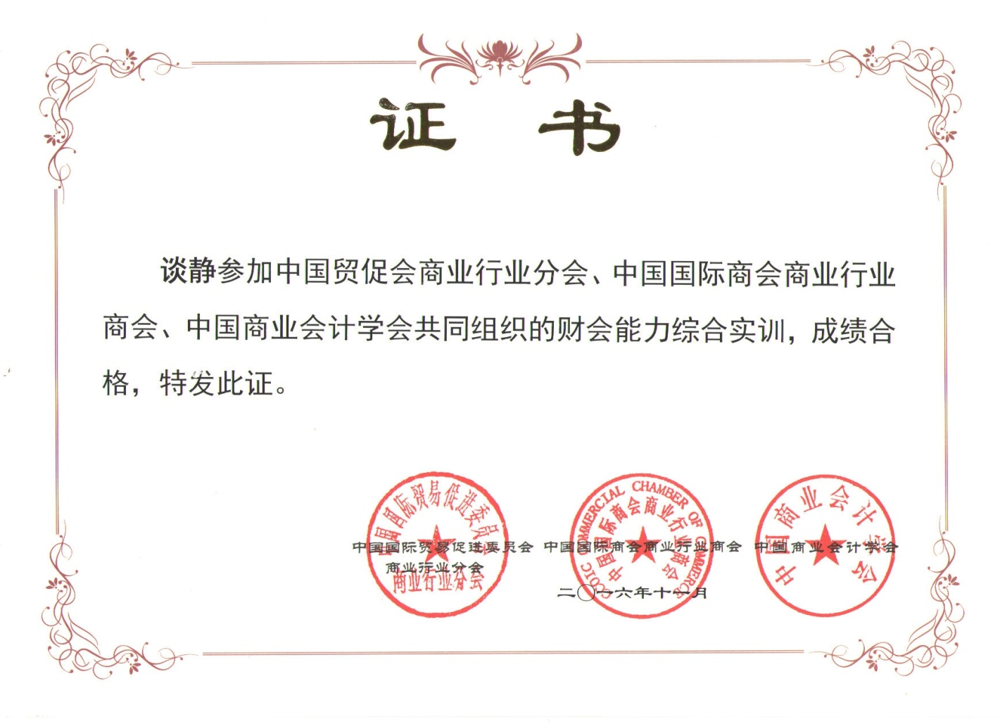 证 书
谈静参加中国贸促会商业行业分会、中国国际商会商业行业
商会、中国商业会计学会共同组织的财会能力综合实训，成绩合
格，特发此证。
中国国际贸易促进委员会
商业行业分会
中国国际贸易促进委员会
商业行业分会
CCOIC COMMERCIAL CHAMBER OF COMMERCE
中国国际商会商业行业商会
中国国际商会商业行业商会
中国商业会计学会
中国商业会计学会
二〇一六年十一月